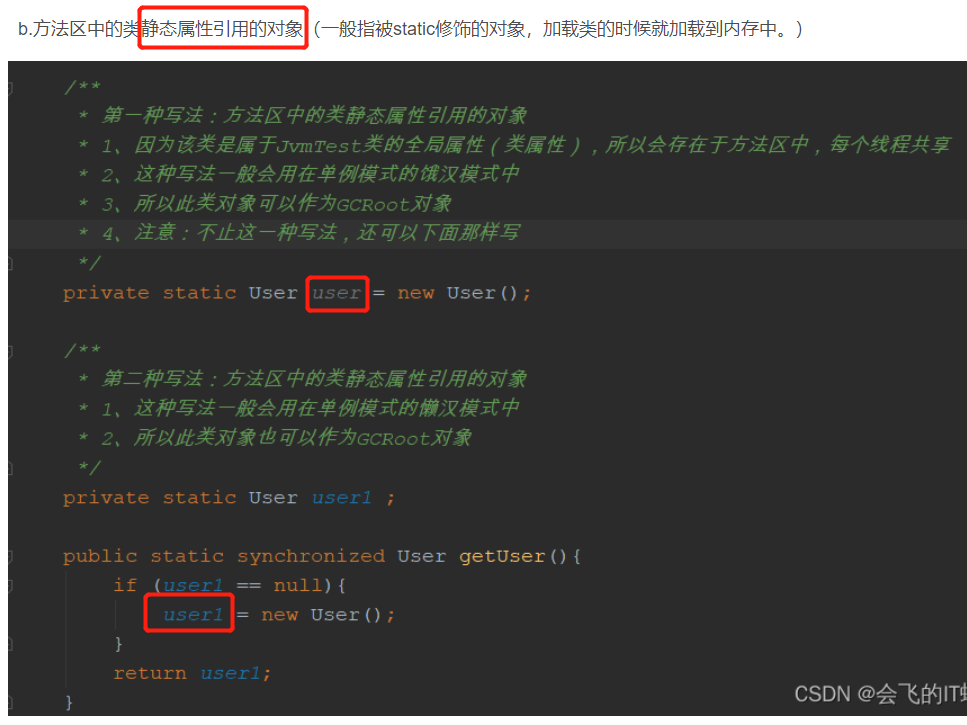 b.方法区中的类静态属性引用的对象（一般指被static修饰的对象，加载类的时候就加载到内存中。）
/**
* 第一种写法：方法区中的类静态属性引用的对象
* 1、因为该类是属于JvmTest类的全局属性（类属性），所以会存在于方法区中，每个线程共享
* 2、这种写法一般会用在单例模式的饿汉模式中
* 3、所以此类对象可以作为GCRoot对象
* 4、注意：不止这一种写法，还可以下面那样写
*/
private static User user = new User();
/**
* 第二种写法：方法区中的类静态属性引用的对象
* 1、这种写法一般会用在单例模式的懒汉模式中
* 2、所以此类对象也可以作为GCRoot对象
*/
private static User user1 ;
public static synchronized User getUser(){
if (user1 == null){
user1 = new User();
}
return user1;
}
CSDN @会飞的IT